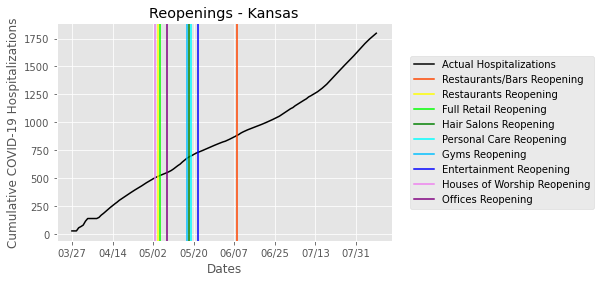 Reopenings - Kansas
Cumulative COVID-19 Hospitalizations
1750
1500
1250
1000
750
500
250
0
03/27 04/14 05/02 05/20 06/07 06/25 07/13 07/31
Dates
Actual Hospitalizations
Restaurants/Bars Reopening
Restaurants Reopening
Full Retail Reopening
Hair Salons Reopening
Personal Care Reopening
Gyms Reopening
Entertainment Reopening
Houses of Worship Reopening
Offices Reopening